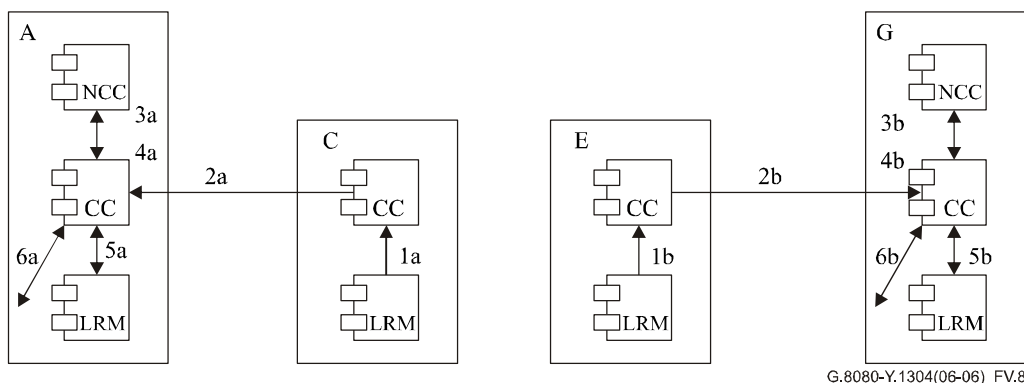 A
NCC
3a
4a
CC
5a
6a
LRM
2a
C
CC
1a
LRM
E
CC
1b
LRM
2b
G
NCC
3b
4b
CC
5b
6b
LRM
G.8080-Y.1304(06-06) FV.8